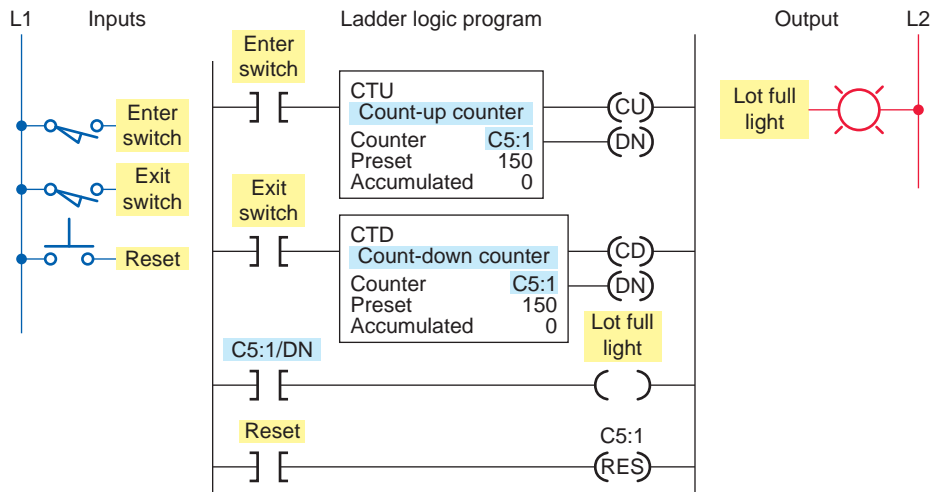 L1 Inputs Ladder logic program Output L2
Enter
switch
Enter
switch
Exit
switch
Reset
CTU
Count-up counter
Counter C5:1
Preset 150
Accumulated 0
CU
DN
Lot full
light
Exit
switch
CTD
Count-down counter
Counter C5:1
Preset 150
Accumulated 0
CD
DN
C5:1/DN
Lot full
light
Reset
C5:1
RES